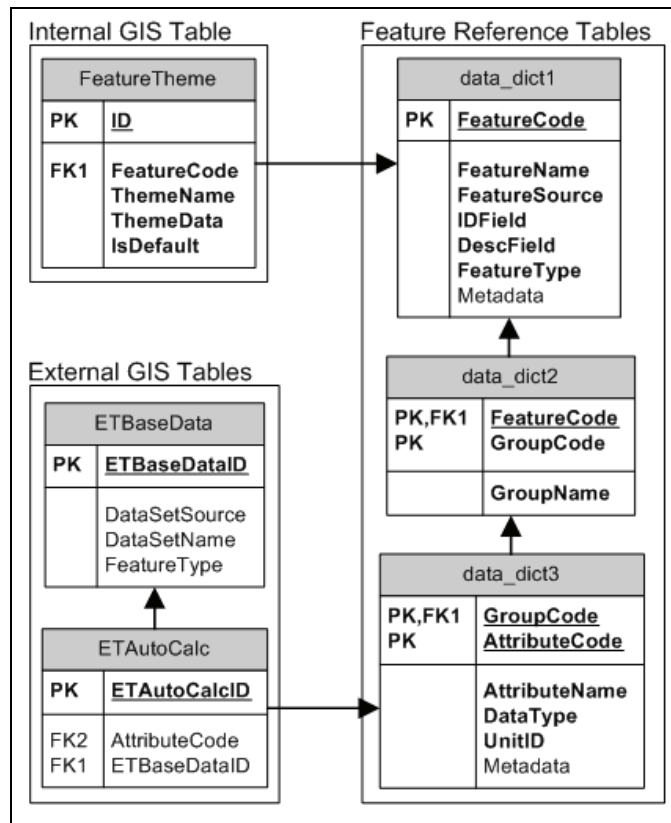 Internal GIS Table
FeatureTheme
PK ID
FK1 FeatureCode
ThemeName
ThemeData
IsDefault
External GIS Tables
ETBaseData
PK ETBaseDataID
DataSetSource
DataSetName
FeatureType
ETAutoCalc
PK ETAutoCalcID
FK2 AttributeCode
FK1 ETBaseDataID
Feature Reference Tables
data_dict1
PK FeatureCode
FeatureName
FeatureSource
IDField
DescField
FeatureType
Metadata
data_dict2
PK,FK1 FeatureCode
PK GroupCode
GroupName
data_dict3
PK,FK1 GroupCode
PK AttributeCode
AttributeName
DataType
UnitID
Metadata